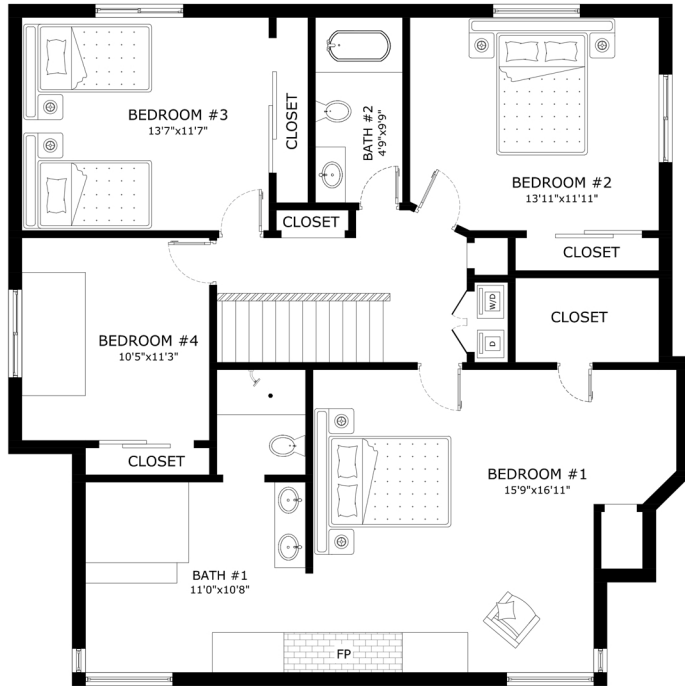 BEDROOM #3
13'7"x11'7"
CLOSET
BATH #2
4'9"x9'9"
BEDROOM #2
13'11"x11'11"
CLOSET
CLOSET
W/D
D
CLOSET
BEDROOM #4
10'5"x11'3"
CLOSET
BEDROOM #1
15'9"x16'11"
BATH #1
11'0"x10'8"
FP